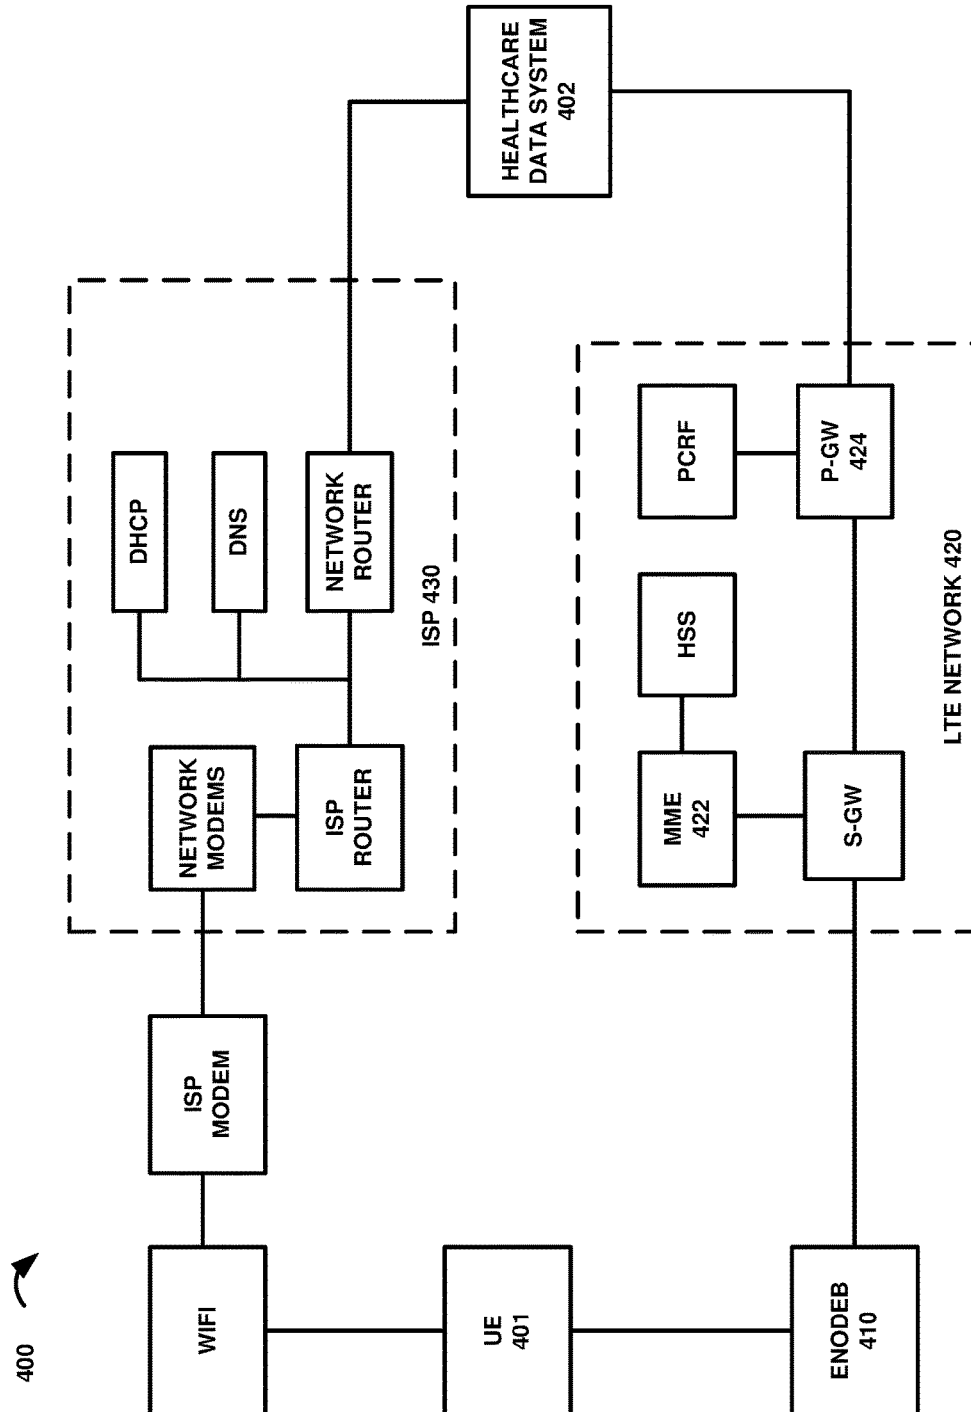 400
WIFI
ISP
MODEM
NETWORK
MODEMS
ISP
ROUTER
DHCP
DNS
NETWORK
ROUTER
ISP 430
HEALTHCARE
DATA SYSTEM
402
UE
401
ENODEB
410
MME
422
HSS
PCRF
S-GW
P-GW
424
LTE NETWORK 420